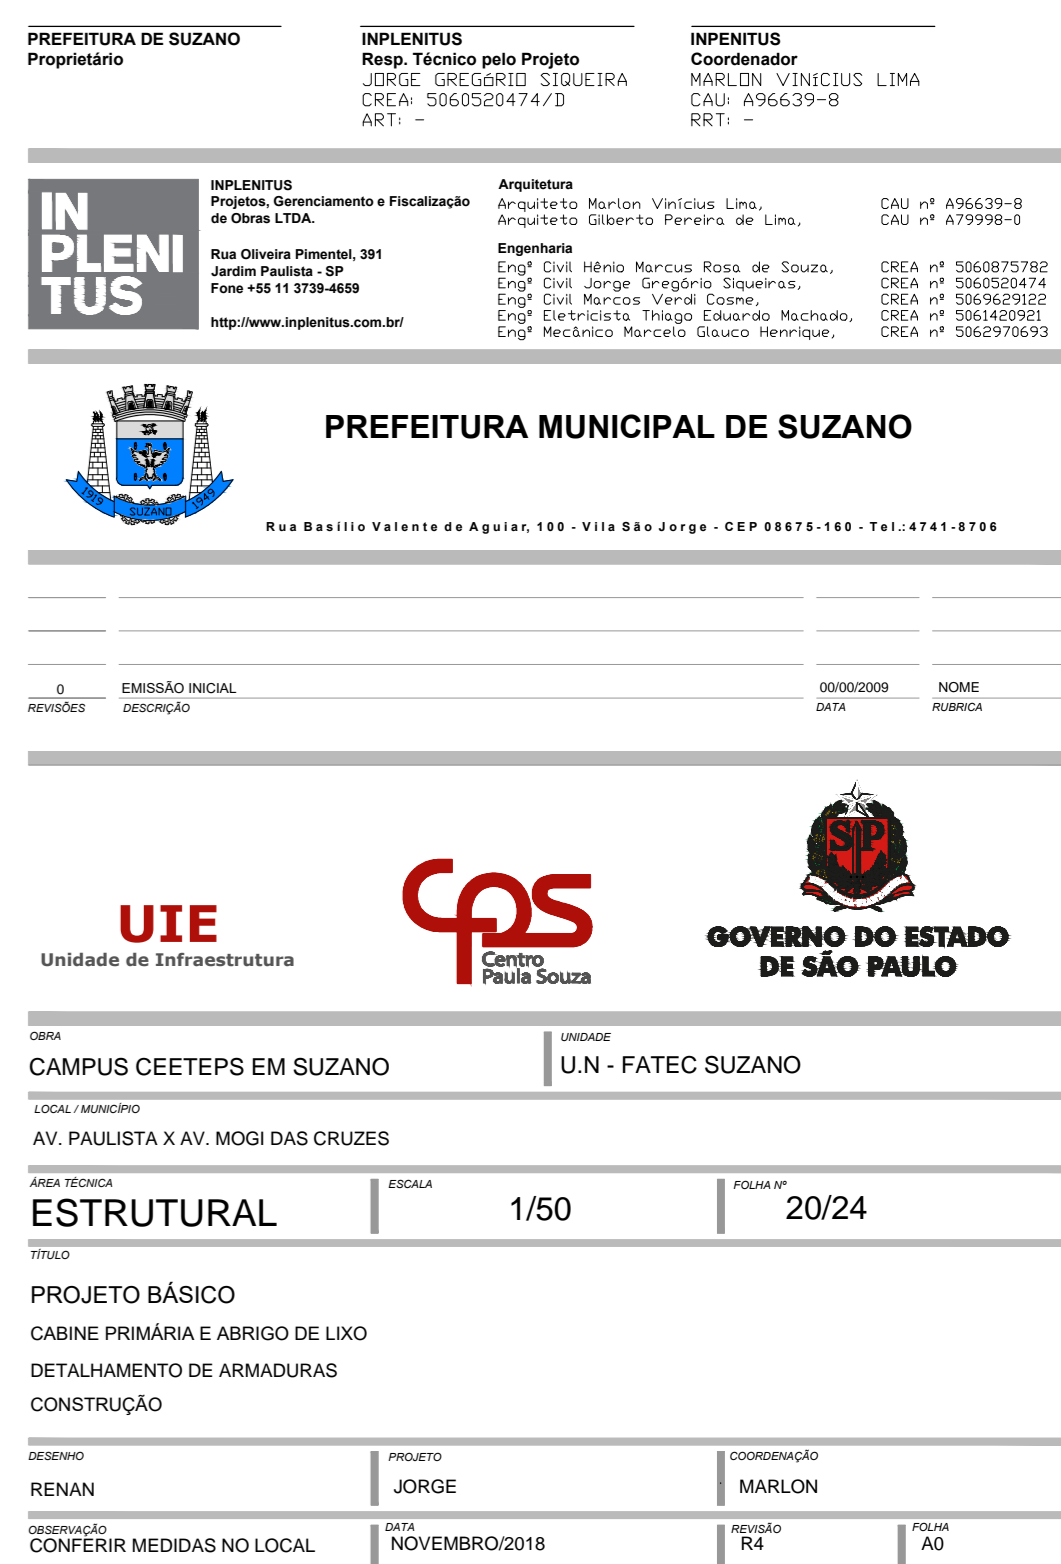 PREFEITURA DE SUZANO
Proprietário
INPLENITUS
Resp. Técnico pelo Projeto
JORGE GREGóRIO SIQUEIRA
CREA: 5060520474/D
ART: -
INPENITUS
Coordenador
MARLON VINíCIUS LIMA
CAU: A96639-8
RRT: -
IN
PLENI
TUS
INPLENITUS
Projetos, Gerenciamento e Fiscalização
de Obras LTDA.
Rua Oliveira Pimentel, 391
Jardim Paulista - SP
Fone +55 11 3739-4659
http://www.inplenitus.com.br/
Arquitetura
Arquiteto Marlon Vinícius Lima, CAU nº A96639-8
Arquiteto Gilberto Pereira de Lima, CAU nº A79998-0
Engenharia
Engº Civil Hênio Marcus Rosa de Souza, CREA nº 5060875782
Engº Civil Jorge Gregório Siqueiras, CREA nº 5060520474
Engº Civil Marcos Verdi Cosme, CREA nº 5069629122
Engº Eletricista Thiago Eduardo Machado, CREA nº 5061420921
Engº Mecânico Marcelo Glauco Henrique, CREA nº 5062970693
1919 SUZANO 1949
PREFEITURA MUNICIPAL DE SUZANO
Rua Basílio Valente de Aguiar, 100 - Vila São Jorge - CEP 08675-160 - Tel.: 4741-8706
0 EMISSÃO INICIAL 00/00/2009 NOME
REVISÕES DESCRIÇÃO DATA RUBRICA
UIE
Unidade de Infraestrutura
CPS
Centro
Paula Souza
SP
GOVERNO DO ESTADO
DE SÃO PAULO
OBRA
CAMPUS CEETEPS EM SUZANO
UNIDADE
U.N - FATEC SUZANO
LOCAL / MUNICÍPIO
AV. PAULISTA X AV. MOGI DAS CRUZES
ÁREA TÉCNICA
ESTRUTURAL
ESCALA
1/50
FOLHA Nº
20/24
TÍTULO
PROJETO BÁSICO
CABINE PRIMÁRIA E ABRIGO DE LIXO
DETALHAMENTO DE ARMADURAS
CONSTRUÇÃO
DESENHO
RENAN
PROJETO
JORGE
COORDENAÇÃO
MARLON
OBSERVAÇÃO
CONFERIR MEDIDAS NO LOCAL
DATA
NOVEMBRO/2018
REVISÃO
R4
FOLHA
A0